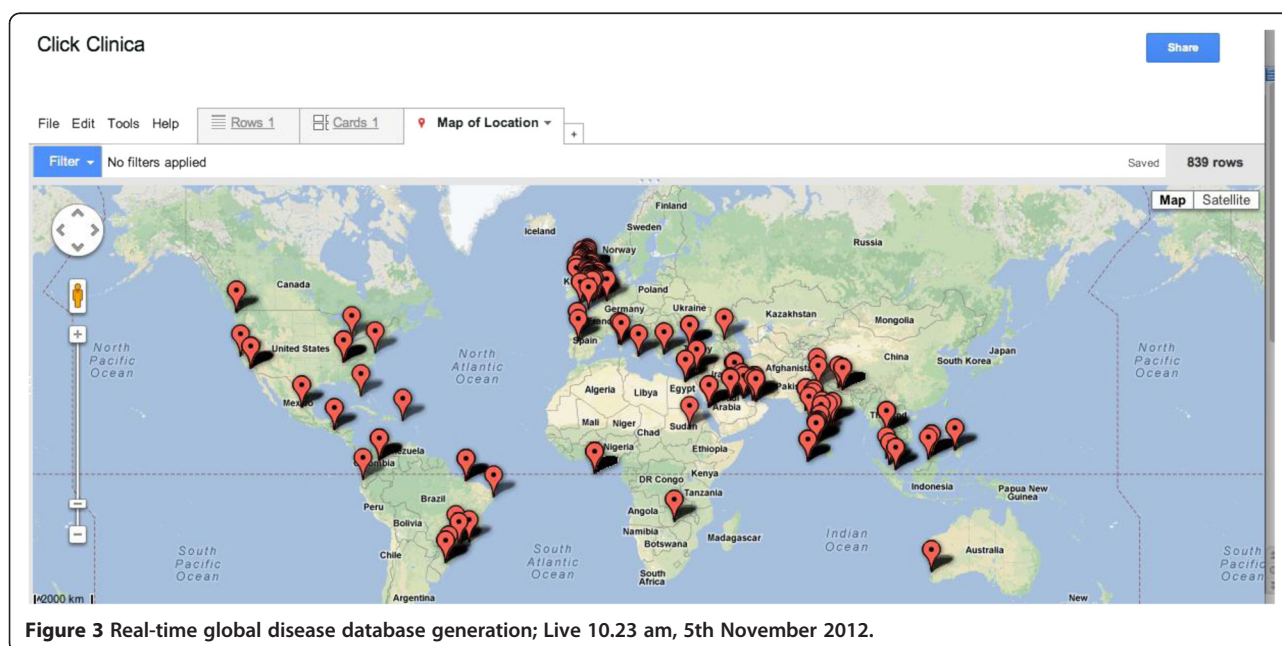 Click Clinica
Share
File Edit Tools Help
Rows 1
Cards 1
Map of Location
+
Filter
No filters applied
Saved
839 rows
Map
Satellite
Finland
Iceland
Sweden
Norway
Russia
Canada
Poland
Germany
Ukraine
Kazakhstan
Mongolia
Spain
North
Pacific
Ocean
United States
North
Atlantic
Ocean
China
South Korea
Japan
North
Pacific
Ocean
Afghanistan
Algeria
Libya
Egypt
Arabia
Mexico
Mali
Niger
Chad
Sudan
Nigeria
Ethiopia
DR Congo
Kenya
Tanzania
Indonesia
Papua New
Guinea
Peru
Brazil
Bolivia
Angola
Namibia
Botswana
Madagascar
Indian
Ocean
Australia
South
Pacific
Ocean
Chile
South
Atlantic
Ocean
South
Africa
South
Pacific
Ocean
2000 km
Argentina
New
Figure 3 Real-time global disease database generation; Live 10.23 am, 5th November 2012.